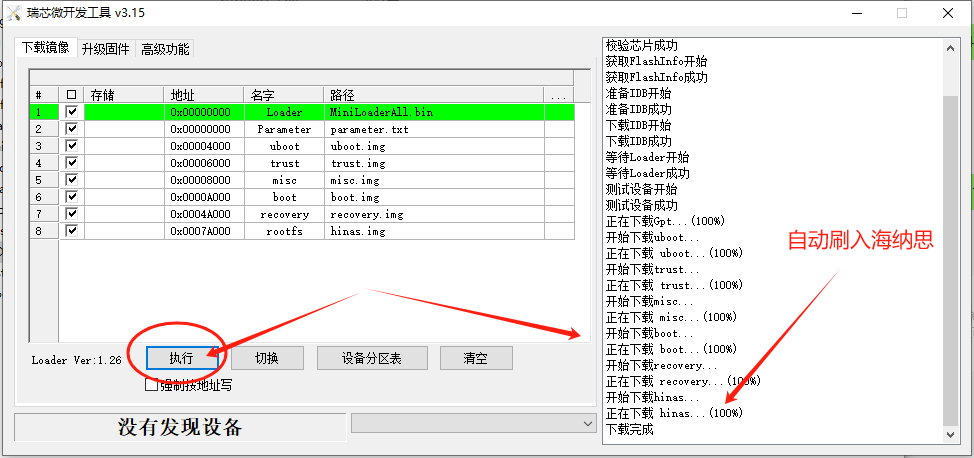 瑞芯微开发工具 v3.15
下载镜像 升级固件 高级功能
# 存储 地址 名字 路径 ...
1 0x00000000 Loader MiniLoaderAll.bin
2 0x00000000 Parameter parameter.txt
3 0x00004000 uboot uboot.img
4 0x00006000 trust trust.img
5 0x00008000 misc misc.img
6 0x0000A000 boot boot.img
7 0x0004A000 recovery recovery.img
8 0x0007A000 rootfs hinas.img
Loader Ver:1.26 执行 切换 设备分区表 清空
强制按地址写
没有发现设备
校验芯片成功
获取FlashInfo开始
获取FlashInfo成功
准备IDB开始
准备IDB成功
下载IDB开始
下载IDB成功
等待Loader开始
等待Loader成功
测试设备开始
测试设备成功
正在下载Gpt...(100%)
开始下载uboot...
正在下载 uboot...(100%)
开始下载trust...
正在下载 trust...(100%)
开始下载misc...
正在下载 misc...(100%)
开始下载boot...
正在下载 boot...(100%)
开始下载recovery...
正在下载 recovery...(100%)
开始下载hinas...
正在下载 hinas...(100%)
下载完成
自动刷入海纳思